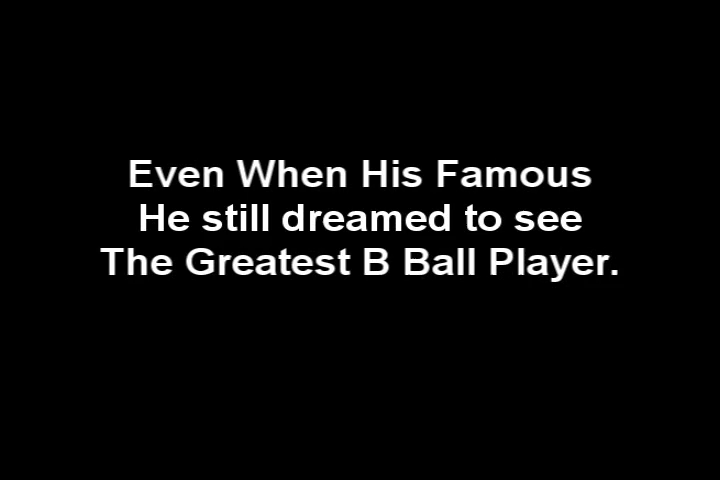 Even When His Famous
He still dreamed to see
The Greatest B Ball Player.